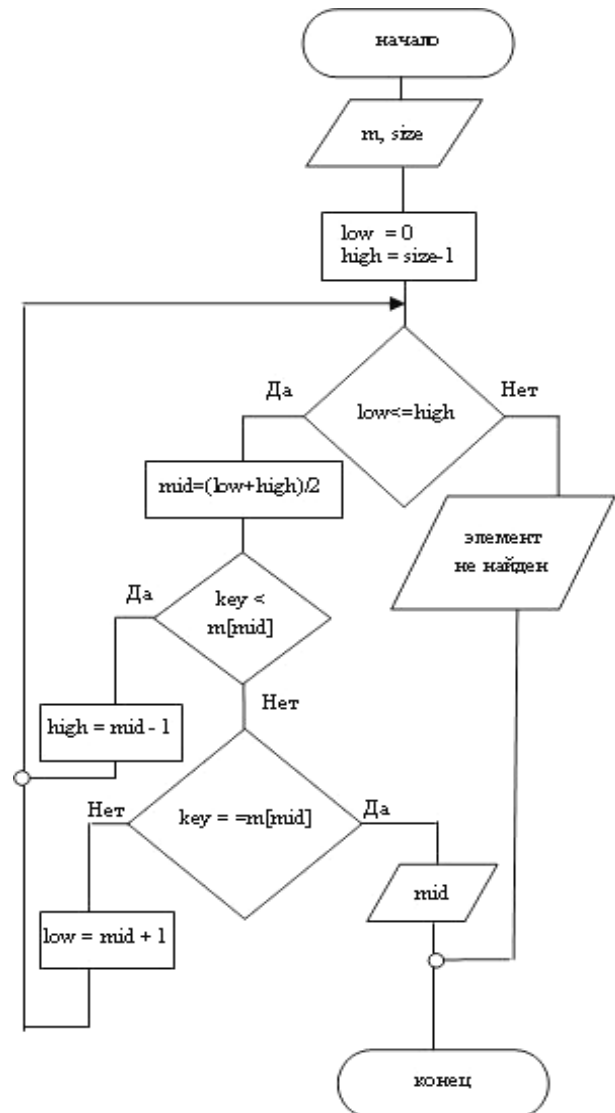 начало
m, size
low = 0
high = size-1
Да
Нет
low<=high
mid=(low+high)/2
элемент
не найден
Да
key <
m[mid]
Нет
high = mid - 1
Нет
key = =m[mid]
Да
mid
low = mid + 1
конец